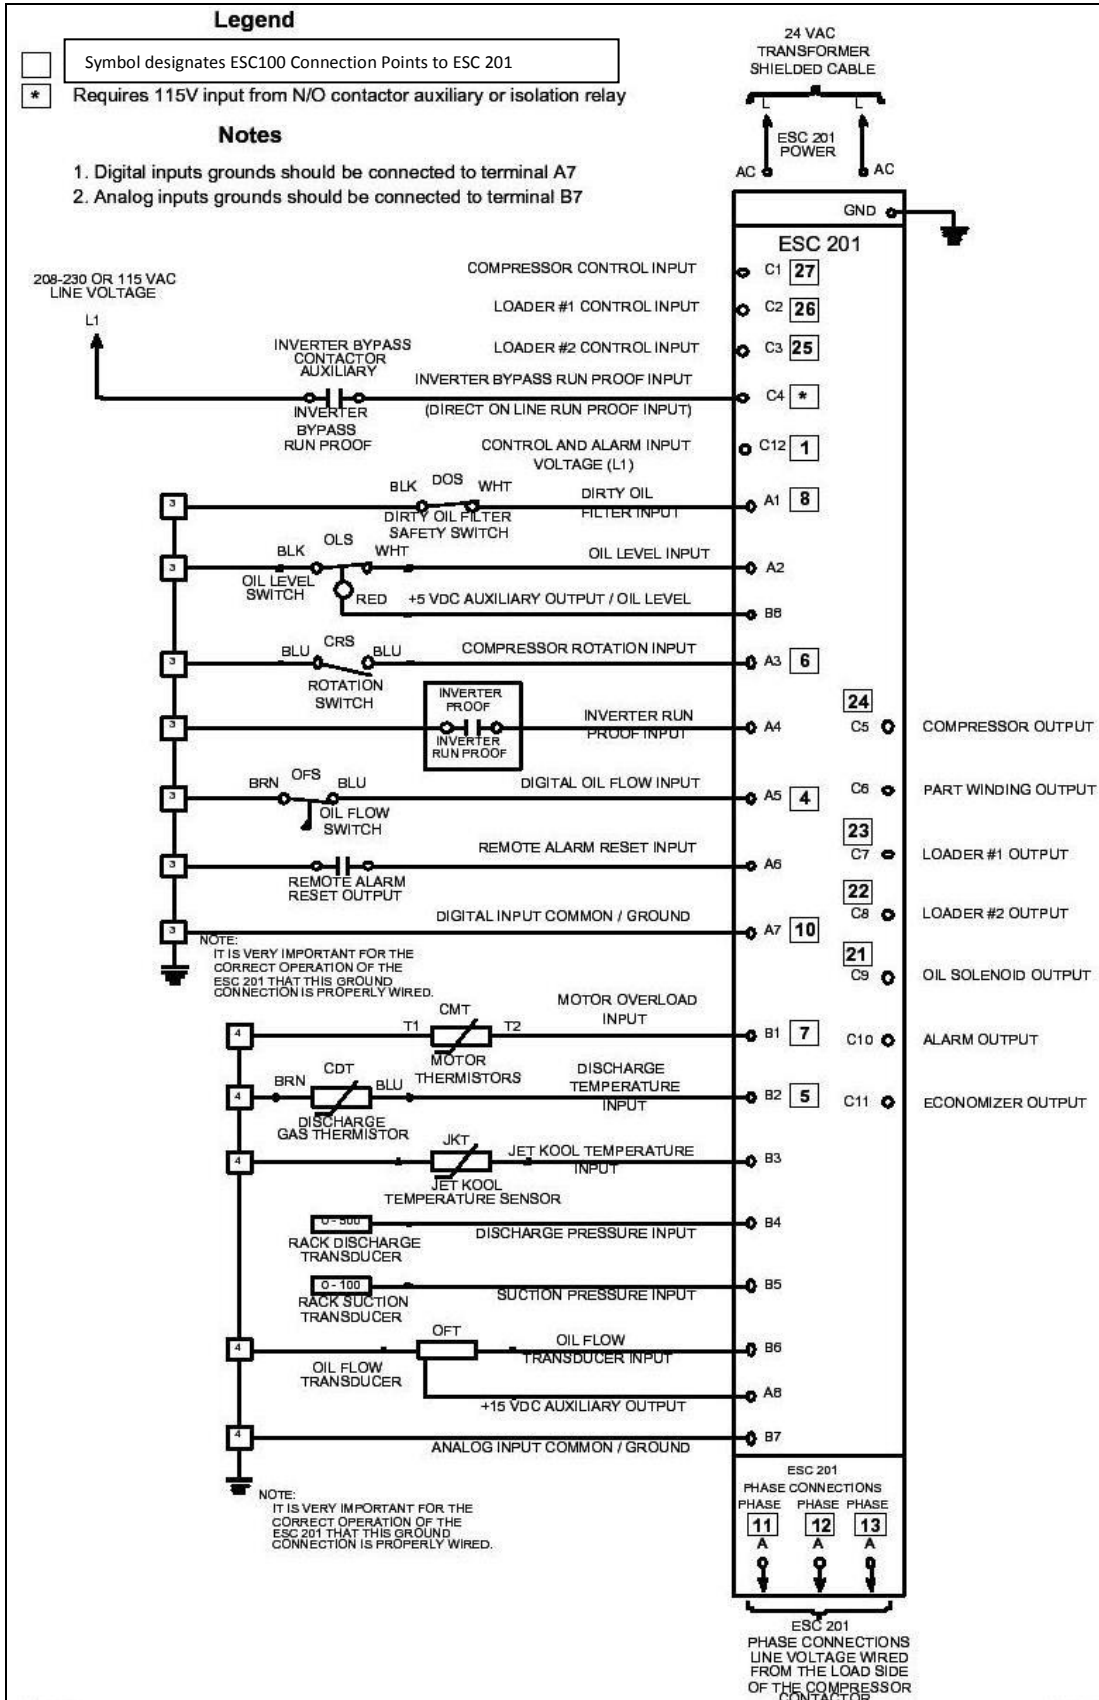 Legend
Symbol designates ESC100 Connection Points to ESC 201
* Requires 115V input from N/O contactor auxiliary or isolation relay
Notes
1. Digital inputs grounds should be connected to terminal A7
2. Analog inputs grounds should be connected to terminal B7
24 VAC
TRANSFORMER
SHIELDED CABLE
L L
ESC 201
POWER
AC AC
GND
ESC 201
208-230 OR 115 VAC
LINE VOLTAGE
L1
COMPRESSOR CONTROL INPUT C1 27
LOADER #1 CONTROL INPUT C2 26
LOADER #2 CONTROL INPUT C3 25
INVERTER BYPASS
CONTACTOR
AUXILIARY
INVERTER
BYPASS
RUN PROOF
INVERTER BYPASS RUN PROOF INPUT
(DIRECT ON LINE RUN PROOF INPUT)
C4 *
CONTROL AND ALARM INPUT
VOLTAGE (L1)
C12 1
3 BLK DOS WHT
DIRTY OIL FILTER
SAFETY SWITCH
DIRTY OIL
FILTER INPUT
A1 8
3 BLK OLS WHT
OIL LEVEL
SWITCH
OIL LEVEL INPUT A2
RED +5 VDC AUXILIARY OUTPUT / OIL LEVEL B8
3 BLU CRS BLU
ROTATION
SWITCH
COMPRESSOR ROTATION INPUT A3 6
3 INVERTER
PROOF
INVERTER
RUN PROOF
INVERTER RUN
PROOF INPUT
A4
3 BRN OFS BLU
OIL FLOW
SWITCH
DIGITAL OIL FLOW INPUT A5 4
3 REMOTE ALARM
RESET OUTPUT
REMOTE ALARM RESET INPUT A6
3 DIGITAL INPUT COMMON / GROUND A7 10
NOTE:
IT IS VERY IMPORTANT FOR THE
CORRECT OPERATION OF THE
ESC 201 THAT THIS GROUND
CONNECTION IS PROPERLY WIRED.
24
C5 COMPRESSOR OUTPUT
C6 PART WINDING OUTPUT
23
C7 LOADER #1 OUTPUT
22
C8 LOADER #2 OUTPUT
21
C9 OIL SOLENOID OUTPUT
C10 ALARM OUTPUT
C11 ECONOMIZER OUTPUT
4 T1 CMT T2
MOTOR
THERMISTORS
MOTOR OVERLOAD
INPUT
B1 7
4 BRN CDT BLU
DISCHARGE
GAS THERMISTOR
DISCHARGE
TEMPERATURE
INPUT
B2 5
4 JKT
JET KOOL
TEMPERATURE SENSOR
JET KOOL TEMPERATURE
INPUT
B3
0 - 500
RACK DISCHARGE
TRANSDUCER
DISCHARGE PRESSURE INPUT B4
0 - 100
RACK SUCTION
TRANSDUCER
SUCTION PRESSURE INPUT B5
4 OFT
OIL FLOW
TRANSDUCER
OIL FLOW
TRANSDUCER INPUT
B6
+15 VDC AUXILIARY OUTPUT A8
4 ANALOG INPUT COMMON / GROUND B7
NOTE:
IT IS VERY IMPORTANT FOR THE
CORRECT OPERATION OF THE
ESC 201 THAT THIS GROUND
CONNECTION IS PROPERLY WIRED.
ESC 201
PHASE CONNECTIONS
PHASE PHASE PHASE
11 12 13
A A A
ESC 201
PHASE CONNECTIONS
LINE VOLTAGE WIRED
FROM THE LOAD SIDE
OF THE COMPRESSOR
CONTACTOR